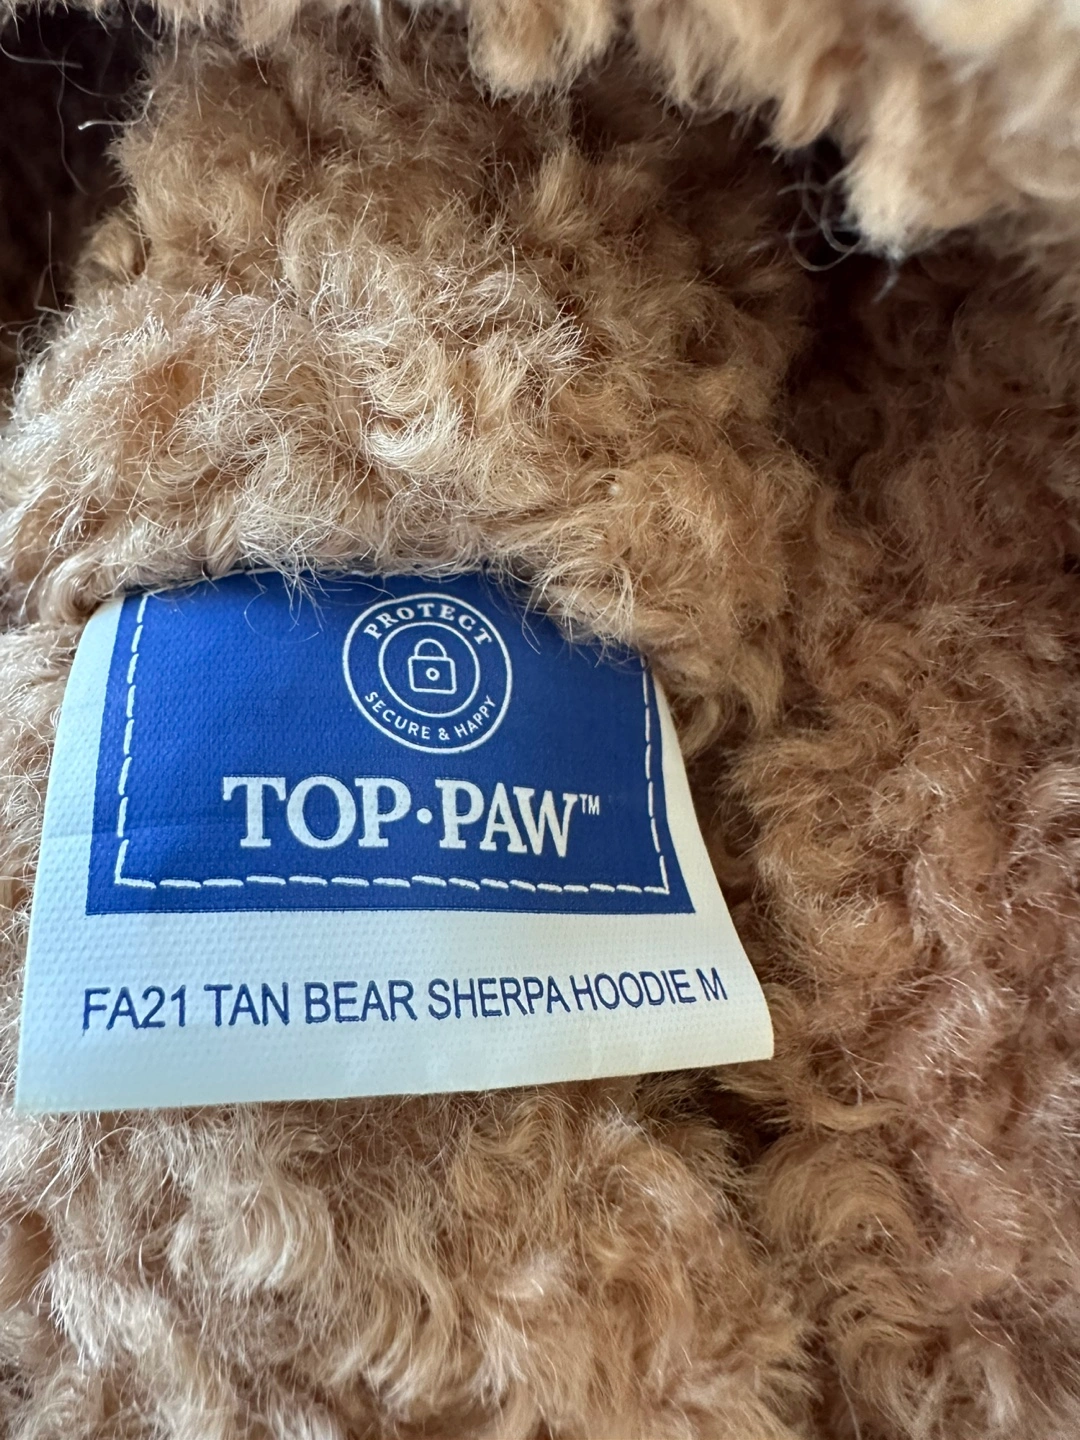 PROTECT
SECURE & HAPPY
TOP•PAW™
FA21 TAN BEAR SHERPA HOODIE M